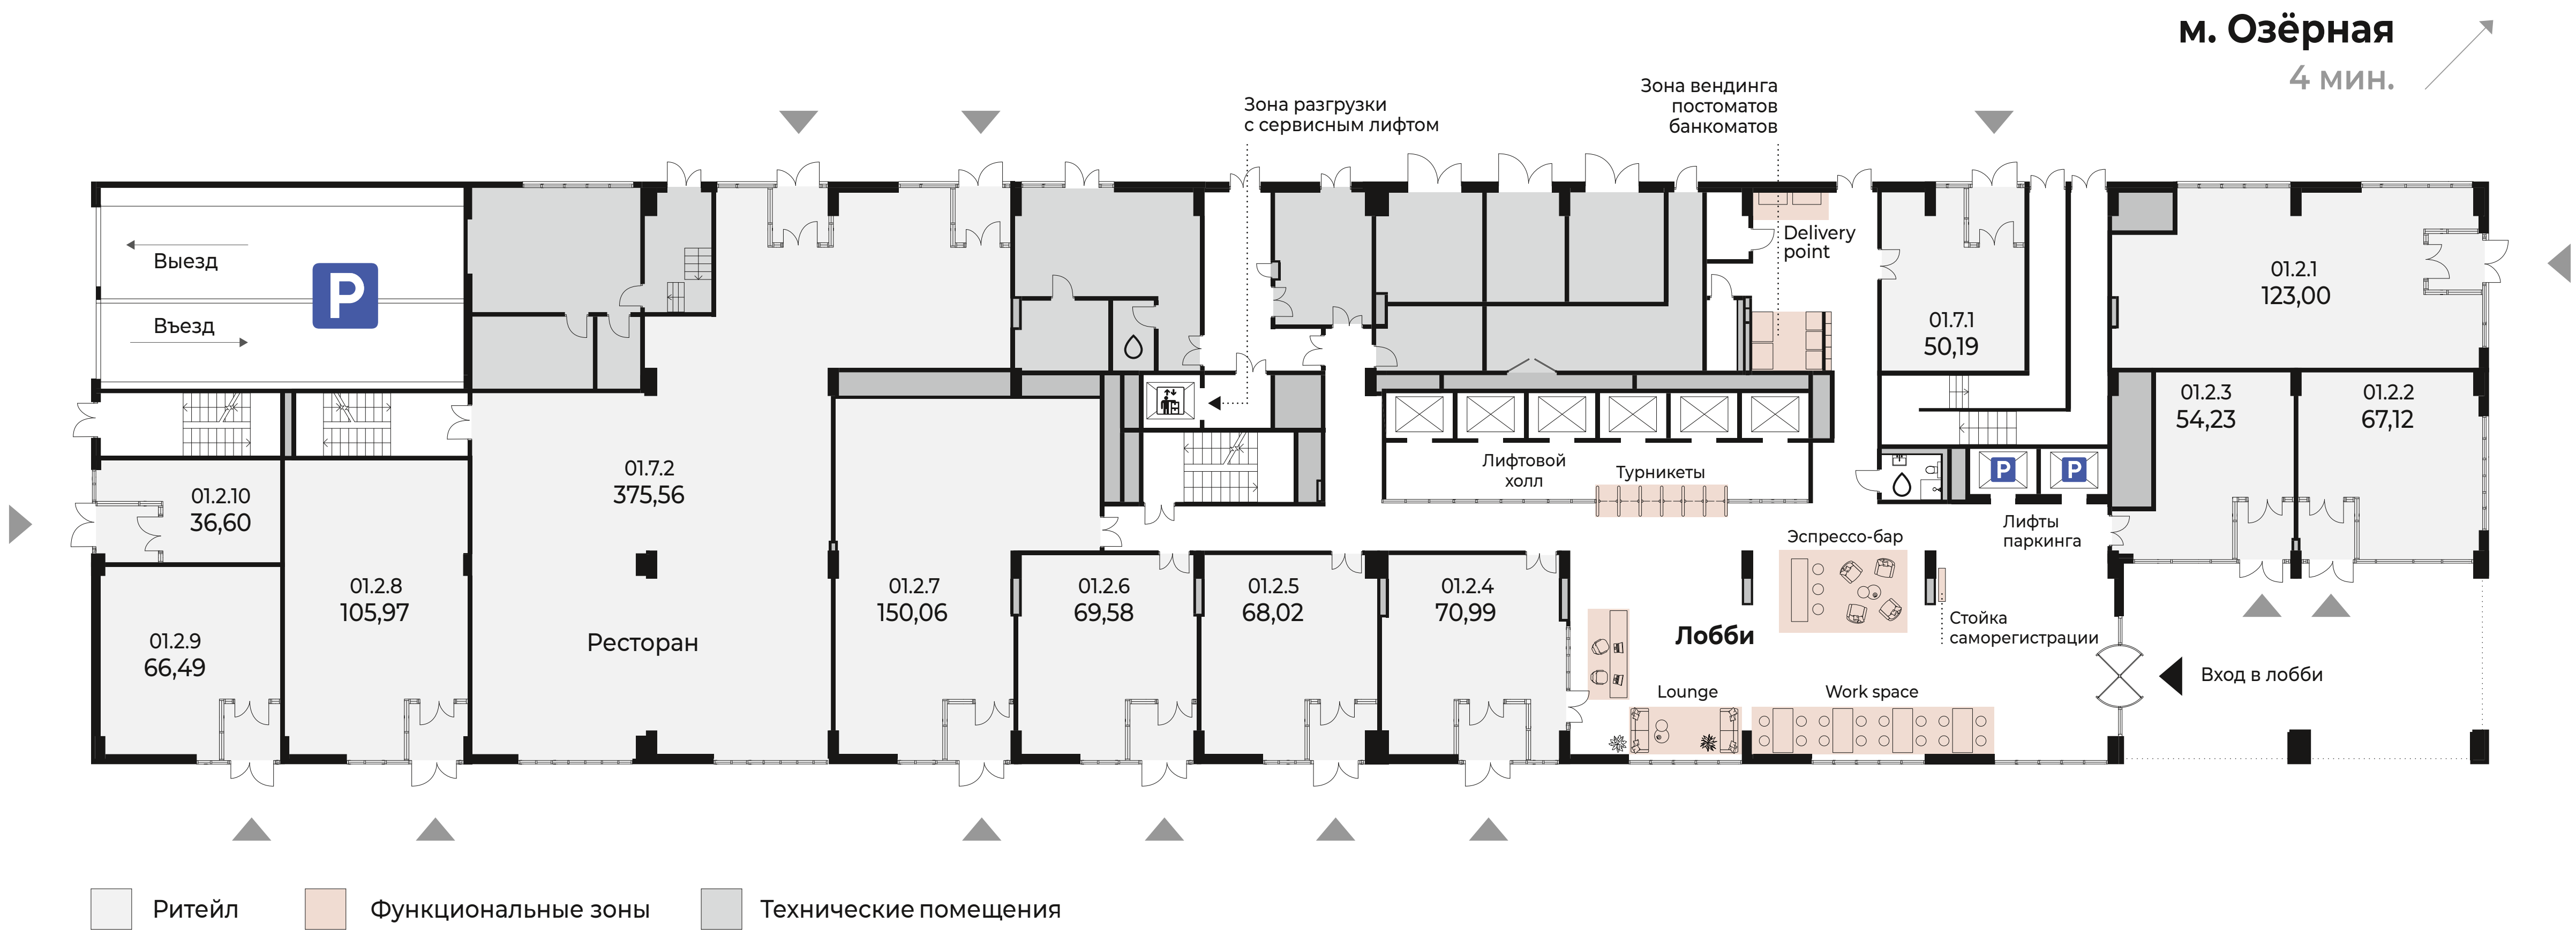 м. Озёрная
4 мин.
Зона разгрузки
с сервисным лифтом
Зона вендинга
постоматов
банкоматов
Выезд
P
Въезд
Delivery
point
01.2.1
123,00
01.7.1
50,19
01.2.3
54,23
01.2.2
67,12
01.2.10
36,60
01.7.2
375,56
Лифтовой
холл
Турникеты
P
P
Лифты
паркинга
Эспрессо-бар
01.2.9
66,49
01.2.8
105,97
Ресторан
01.2.7
150,06
01.2.6
69,58
01.2.5
68,02
01.2.4
70,99
Лобби
Стойка
саморегистрации
Lounge
Work space
Вход в лобби
Ритейл
Функциональные зоны
Технические помещения